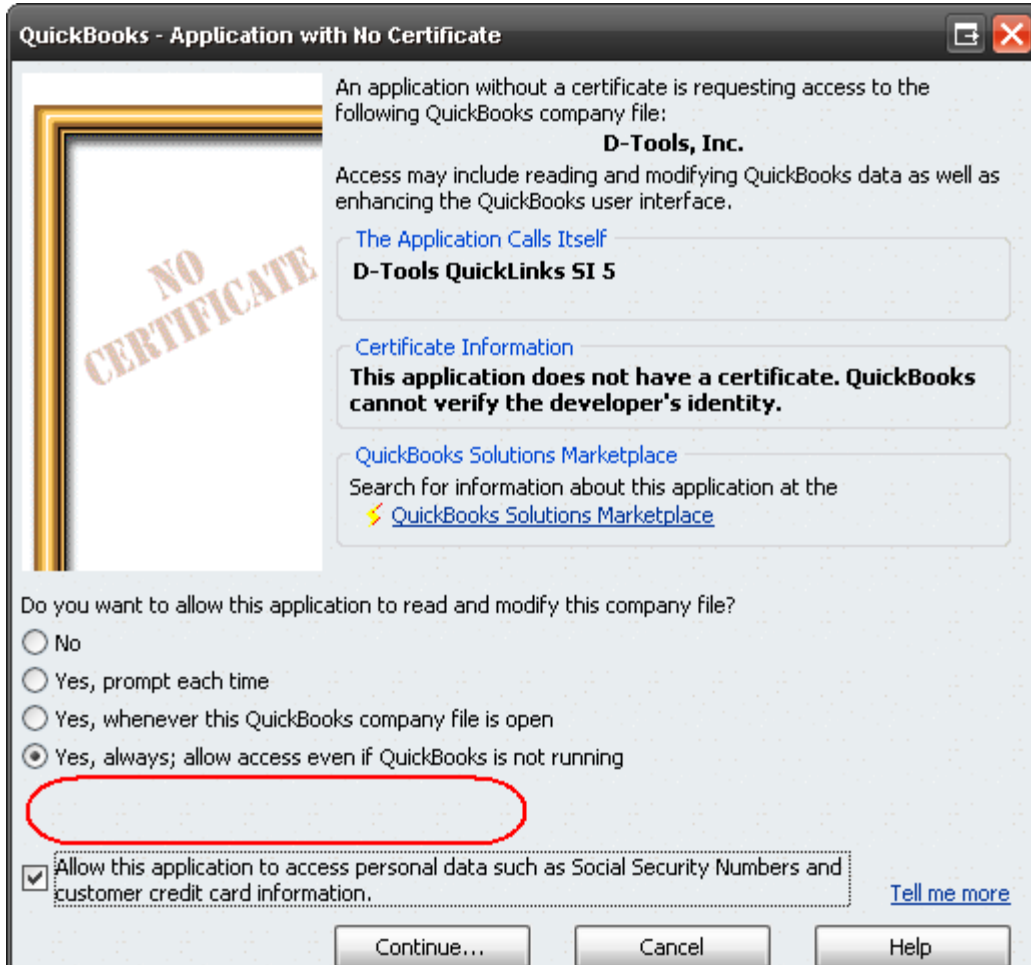 QuickBooks - Application with No Certificate
An application without a certificate is requesting access to the
following QuickBooks company file:
D-Tools, Inc.
Access may include reading and modifying QuickBooks data as well as
enhancing the QuickBooks user interface.
NO
CERTIFICATE
The Application Calls Itself
D-Tools QuickLinks SI 5
Certificate Information
This application does not have a certificate. QuickBooks
cannot verify the developer's identity.
QuickBooks Solutions Marketplace
Search for information about this application at the
QuickBooks Solutions Marketplace
Do you want to allow this application to read and modify this company file?
No
Yes, prompt each time
Yes, whenever this QuickBooks company file is open
Yes, always; allow access even if QuickBooks is not running
Allow this application to access personal data such as Social Security Numbers and
customer credit card information.
Tell me more
Continue...
Cancel
Help